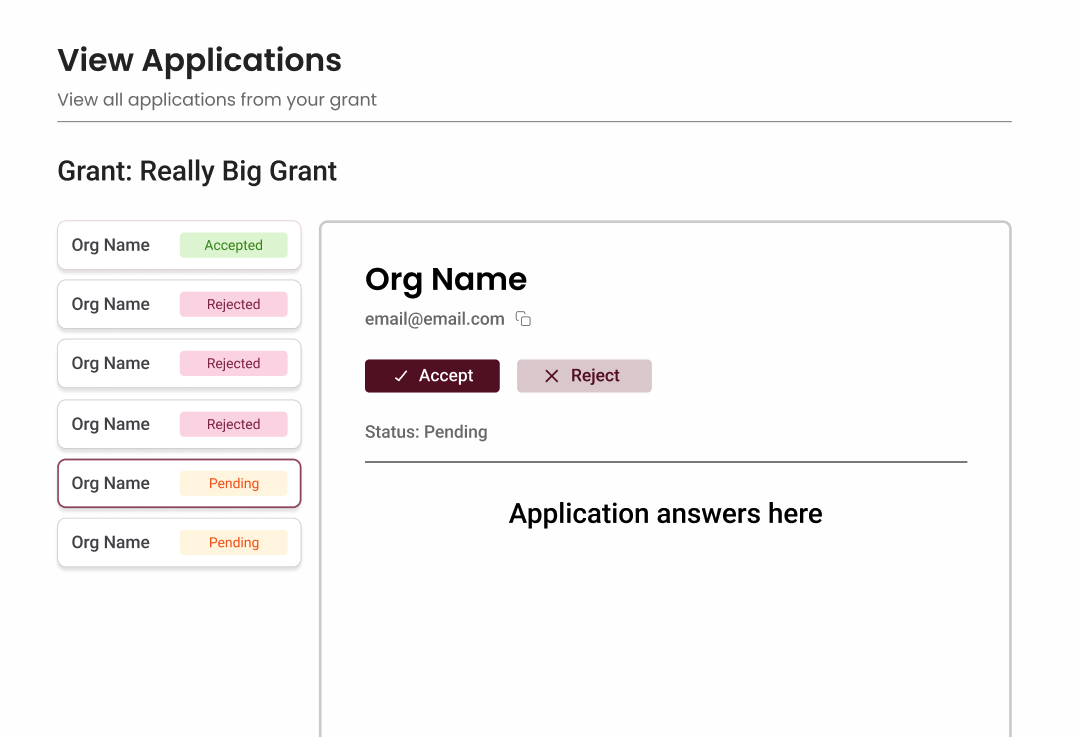 View Applications
View all applications from your grant
Grant: Really Big Grant
Org Name Accepted
Org Name Rejected
Org Name Rejected
Org Name Rejected
Org Name Pending
Org Name Pending
Org Name
email@email.com
Accept Reject
Status: Pending
Application answers here